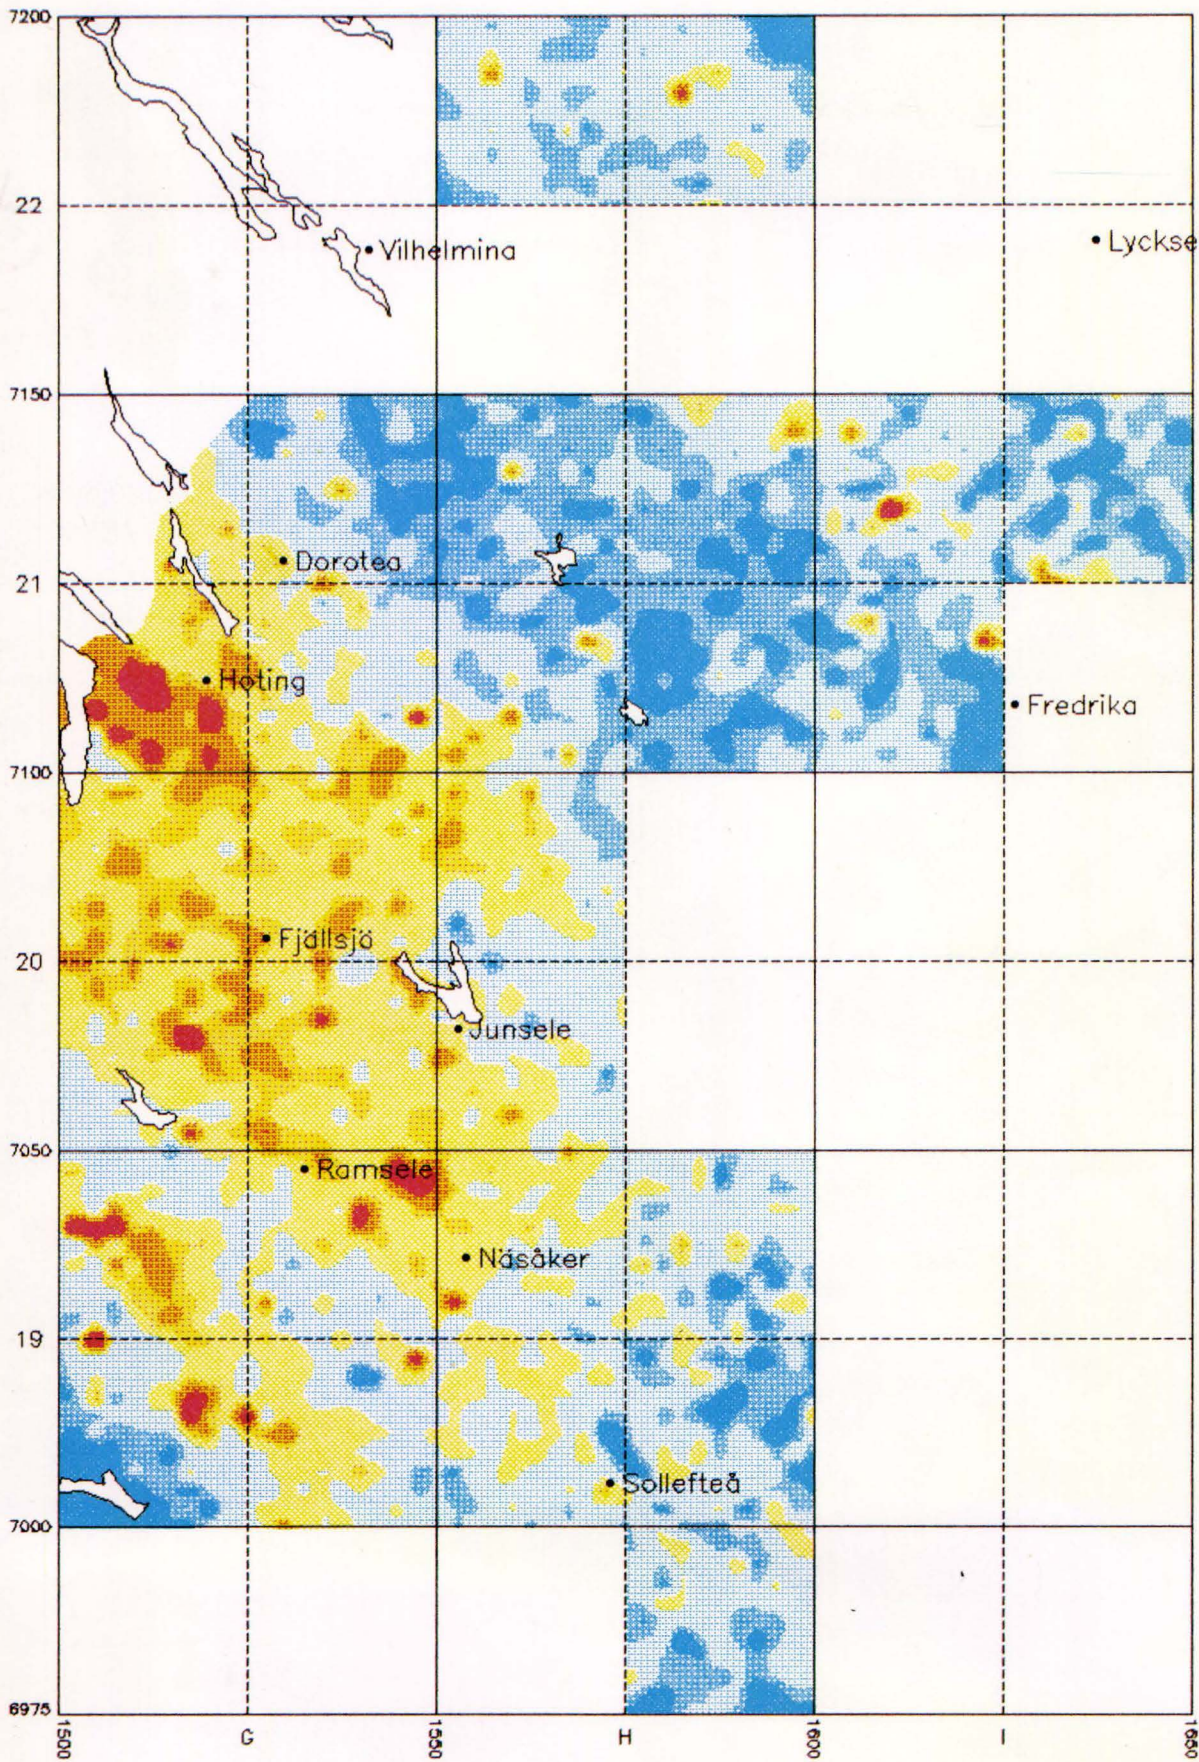 7200
22
Vilhelmina
Lyckse
7150
Dorotea
21
Hoting
Fredrika
7100
Fjällsjö
20
Junsele
7050
Ramsele
Näsåker
19
Sollefteå
7000
6975
1500
G
1550
H
1600
I